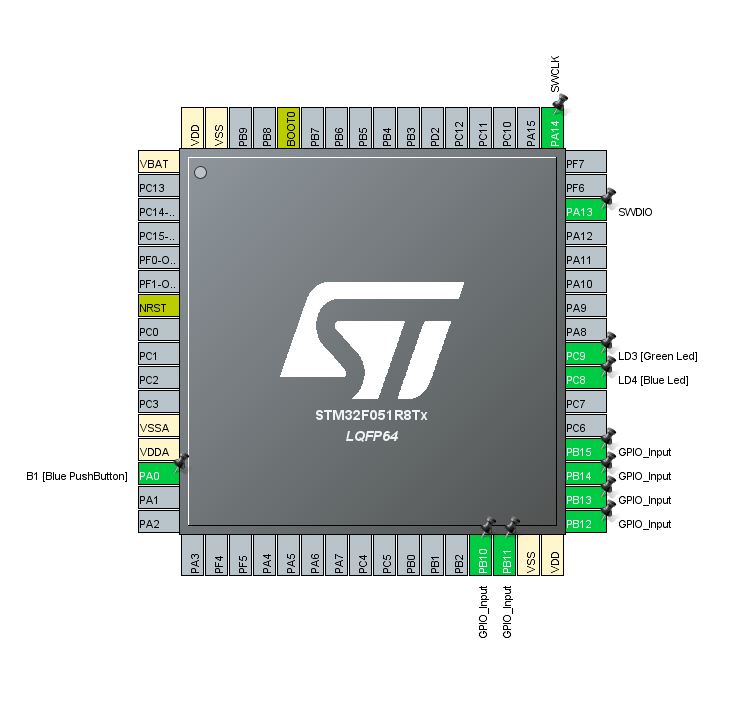 SWCLK
VDD
VSS
PB9
PB8
BOOT0
PB7
PB6
PB5
PB4
PB3
PD2
PC12
PC11
PC10
PA15
PA14
VBAT
PC13
PC14-..
PC15-..
PF0-O..
PF1-O..
NRST
PC0
PC1
PC2
PC3
VSSA
VDDA
B1 [Blue PushButton] PA0
PA1
PA2
ST
STM32F051R8Tx
LQFP64
PF7
PF6
PA13 SWDIO
PA12
PA11
PA10
PA9
PA8
PC9 LD3 [Green Led]
PC8 LD4 [Blue Led]
PC7
PC6
PB15 GPIO_Input
PB14 GPIO_Input
PB13 GPIO_Input
PB12 GPIO_Input
PA3
PF4
PF5
PA4
PA5
PA6
PA7
PC4
PC5
PB0
PB1
PB2
PB10
PB11
VSS
VDD
GPIO_Input
GPIO_Input